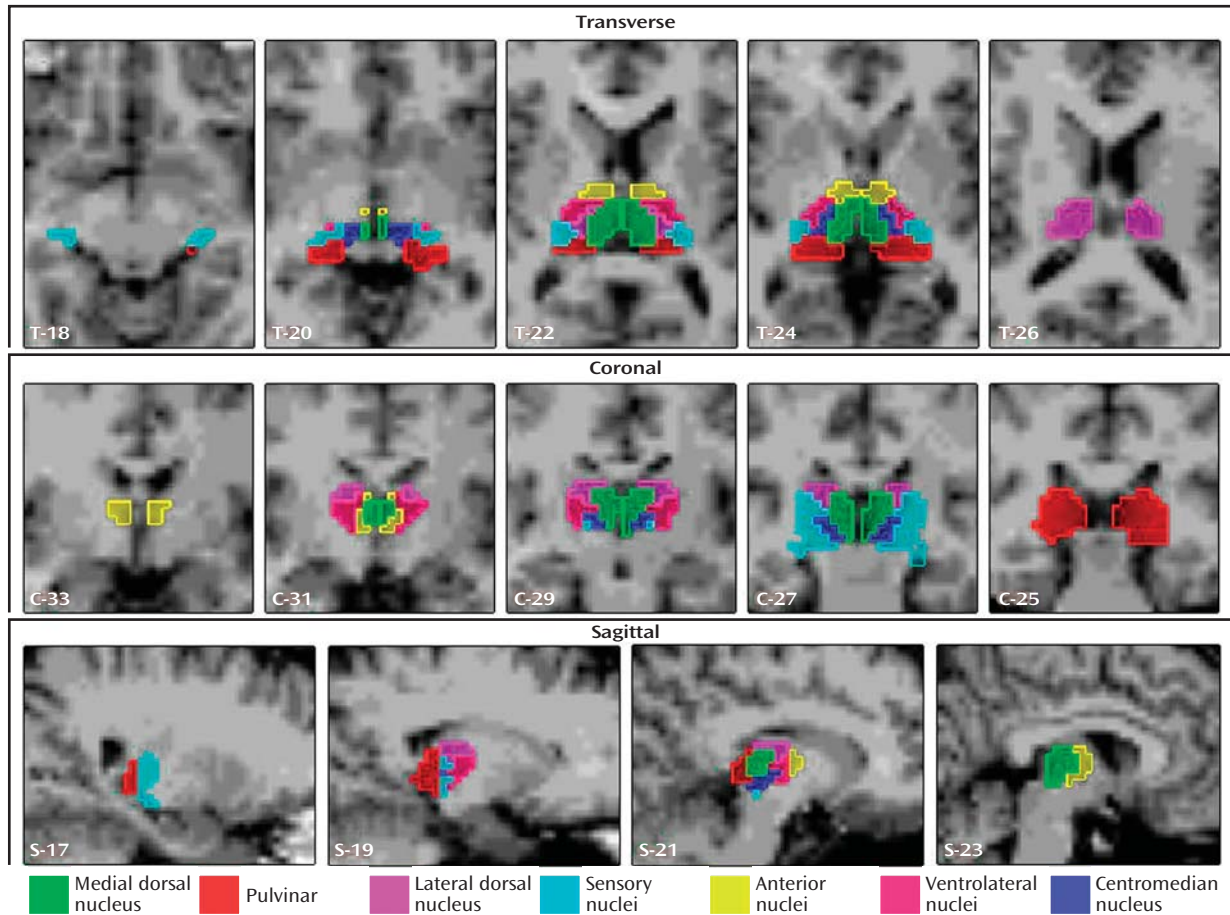 Transverse
T-18
T-20
T-22
T-24
T-26
Coronal
C-33
C-31
C-29
C-27
C-25
Sagittal
S-17
S-19
S-21
S-23
Medial dorsal
nucleus
Pulvinar
Lateral dorsal
nucleus
Sensory
nuclei
Anterior
nuclei
Ventrolateral
nuclei
Centromedian
nucleus